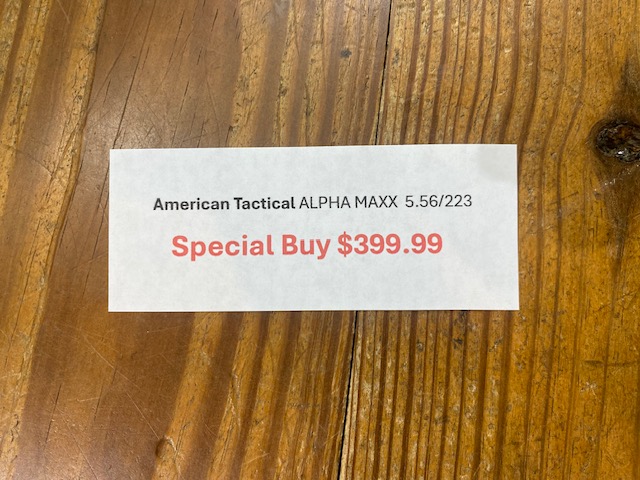 American Tactical ALPHA MAXX 5.56/223
Special Buy $399.99